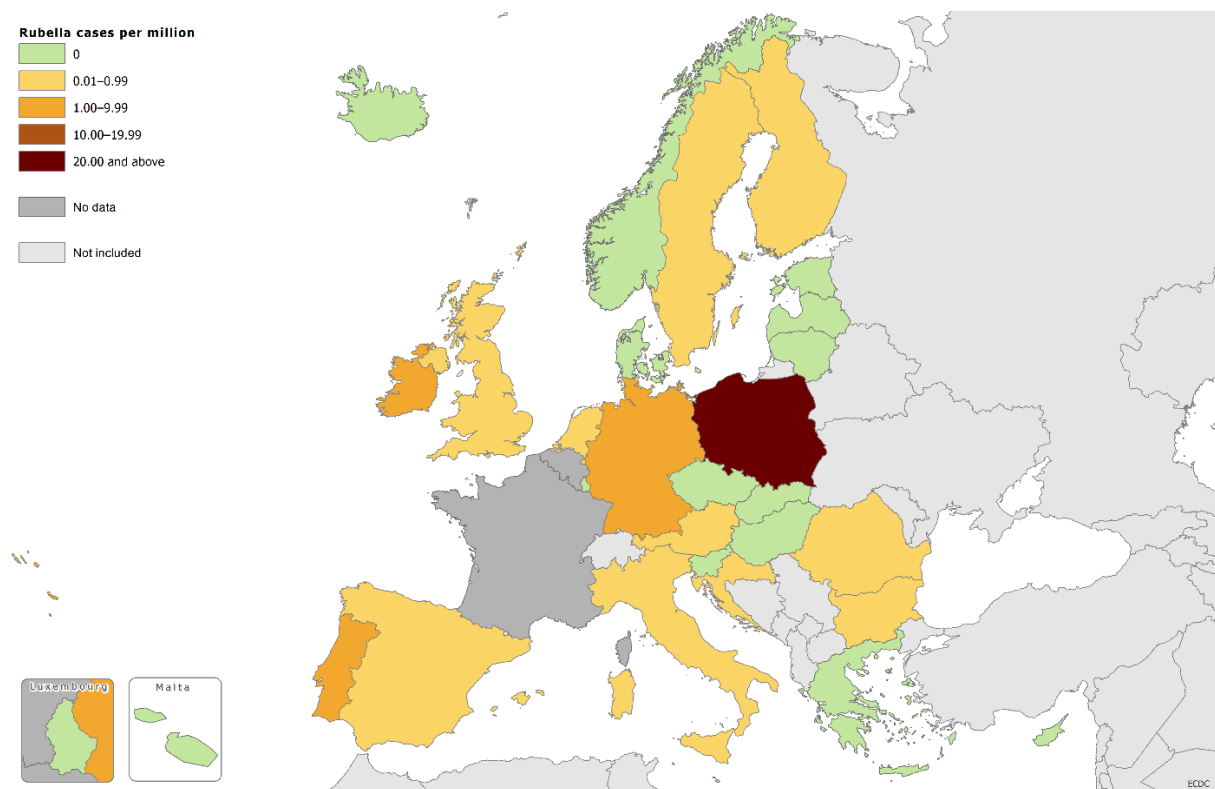 Rubella cases per million
0
0.01–0.99
1.00–9.99
10.00–19.99
20.00 and above
No data
Not included
Luxembourg
Malta
ECDC